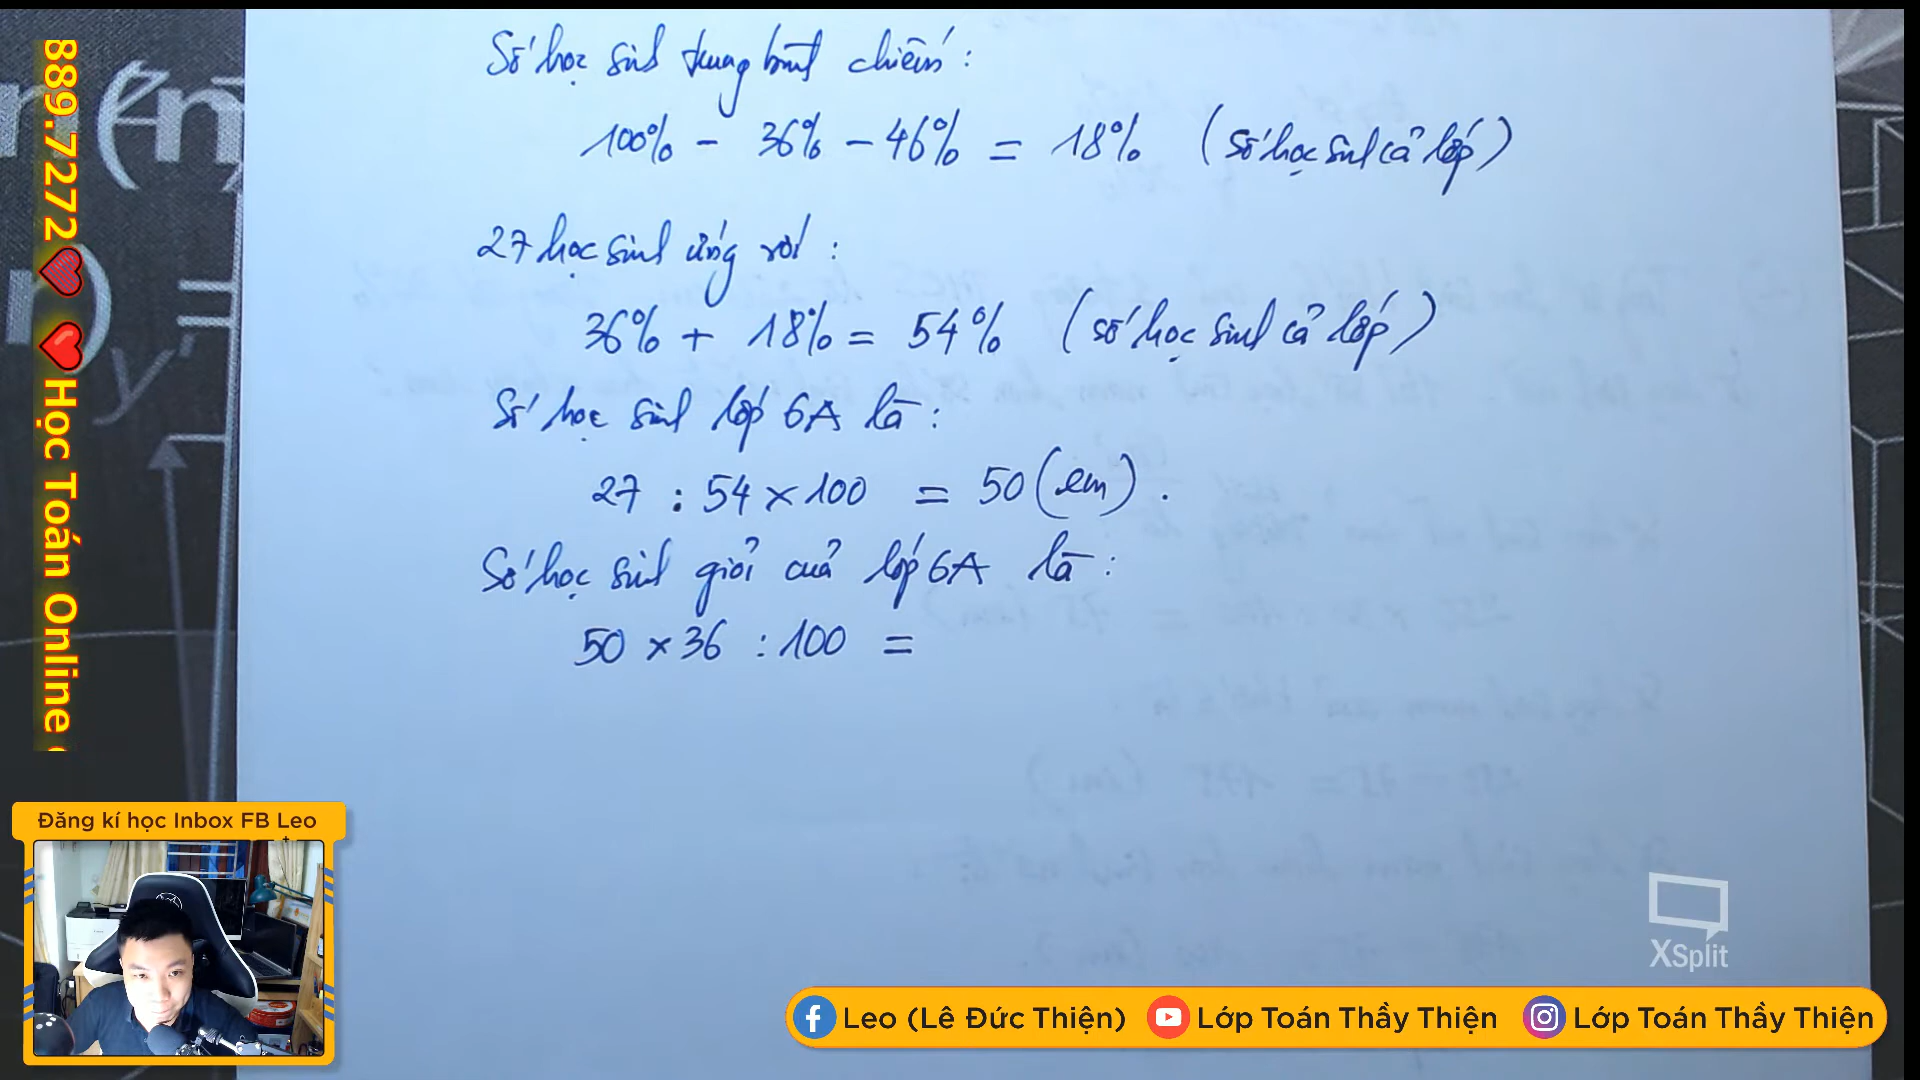 Số học sinh trung bình chiếm :
100% - 36% - 46% = 18% (số học sinh cả lớp)
27 học sinh ứng với :
36% + 18% = 54% (số học sinh cả lớp)
Số học sinh lớp 6A là :
27 : 54 x 100 = 50 (em) .
Số học sinh giỏi của lớp 6A là :
50 x 36 : 100 =
889.7272❤ ❤Học Toán Online
Đăng kí học Inbox FB Leo
XSplit
Leo (Lê Đức Thiện) Lớp Toán Thầy Thiện Lớp Toán Thầy Thiện